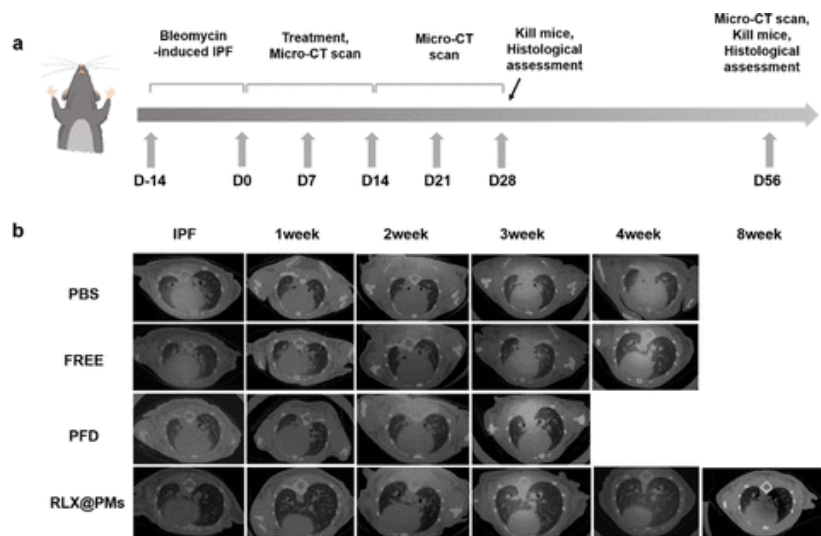 a
Bleomycin
-induced IPF
Treatment,
Micro-CT scan
Micro-CT
scan
Kill mice,
Histological
assessment
Micro-CT scan,
Kill mice,
Histological
assessment
D-14
D0
D7
D14
D21
D28
D56
b
IPF
1week
2week
3week
4week
8week
PBS
FREE
PFD
RLX@PMs